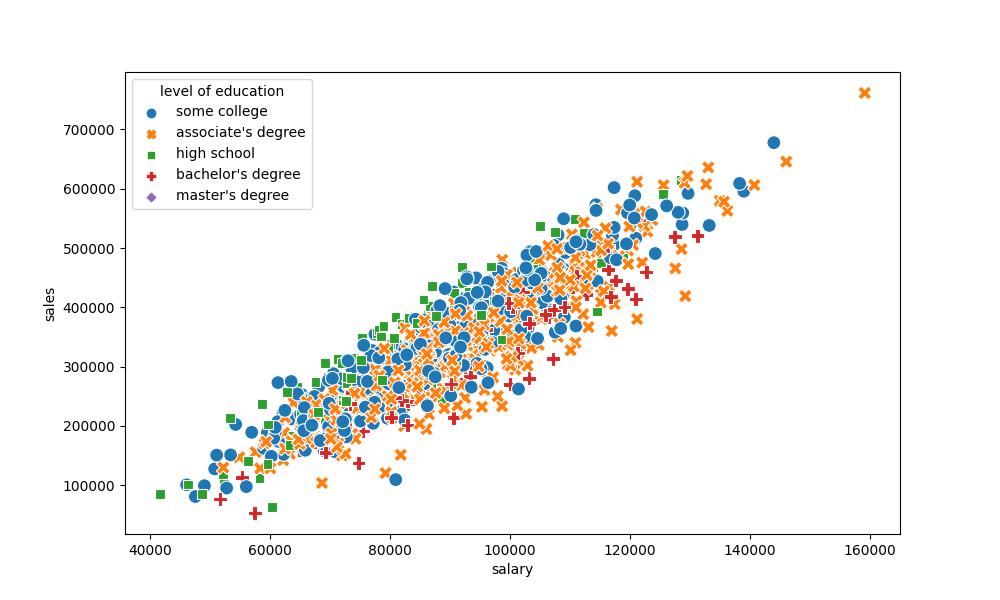 level of education
some college
associate's degree
high school
bachelor's degree
master's degree
700000
600000
500000
400000
300000
200000
100000
sales
40000 60000 80000 100000 120000 140000 160000
salary